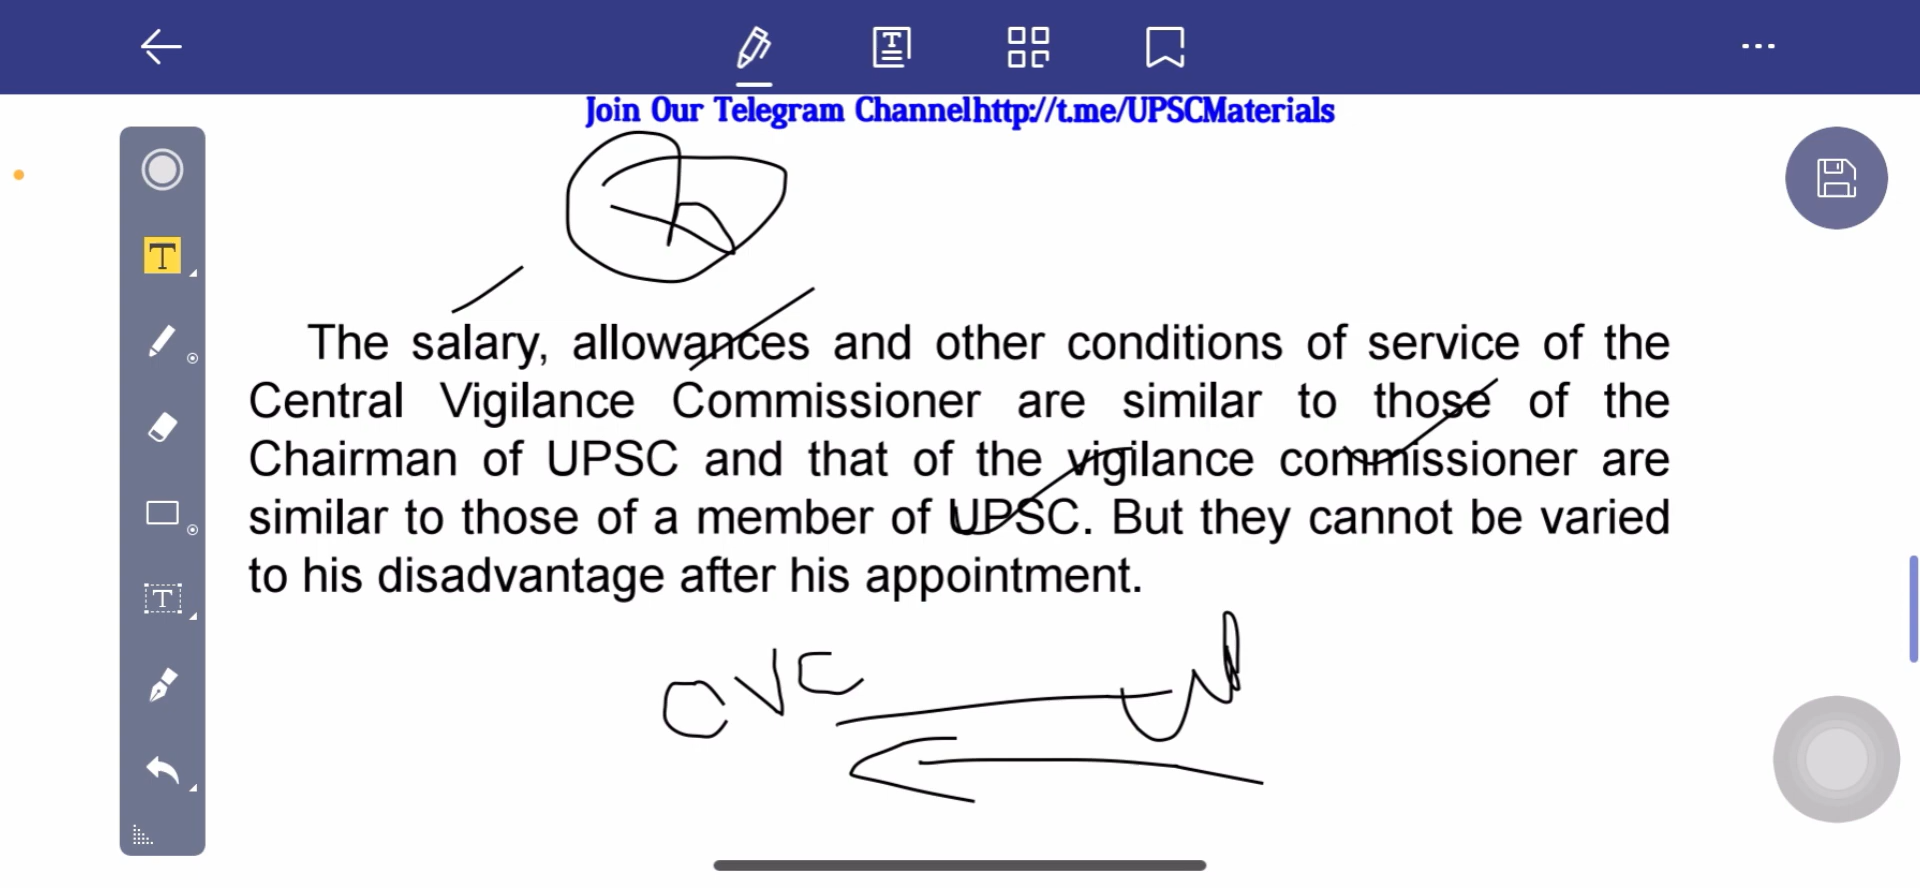 Join Our Telegram Channelhttp://t.me/UPSCMaterials
The salary, allowances and other conditions of service of the
Central Vigilance Commissioner are similar to those of the
Chairman of UPSC and that of the vigilance commissioner are
similar to those of a member of UPSC. But they cannot be varied
to his disadvantage after his appointment.
CVC